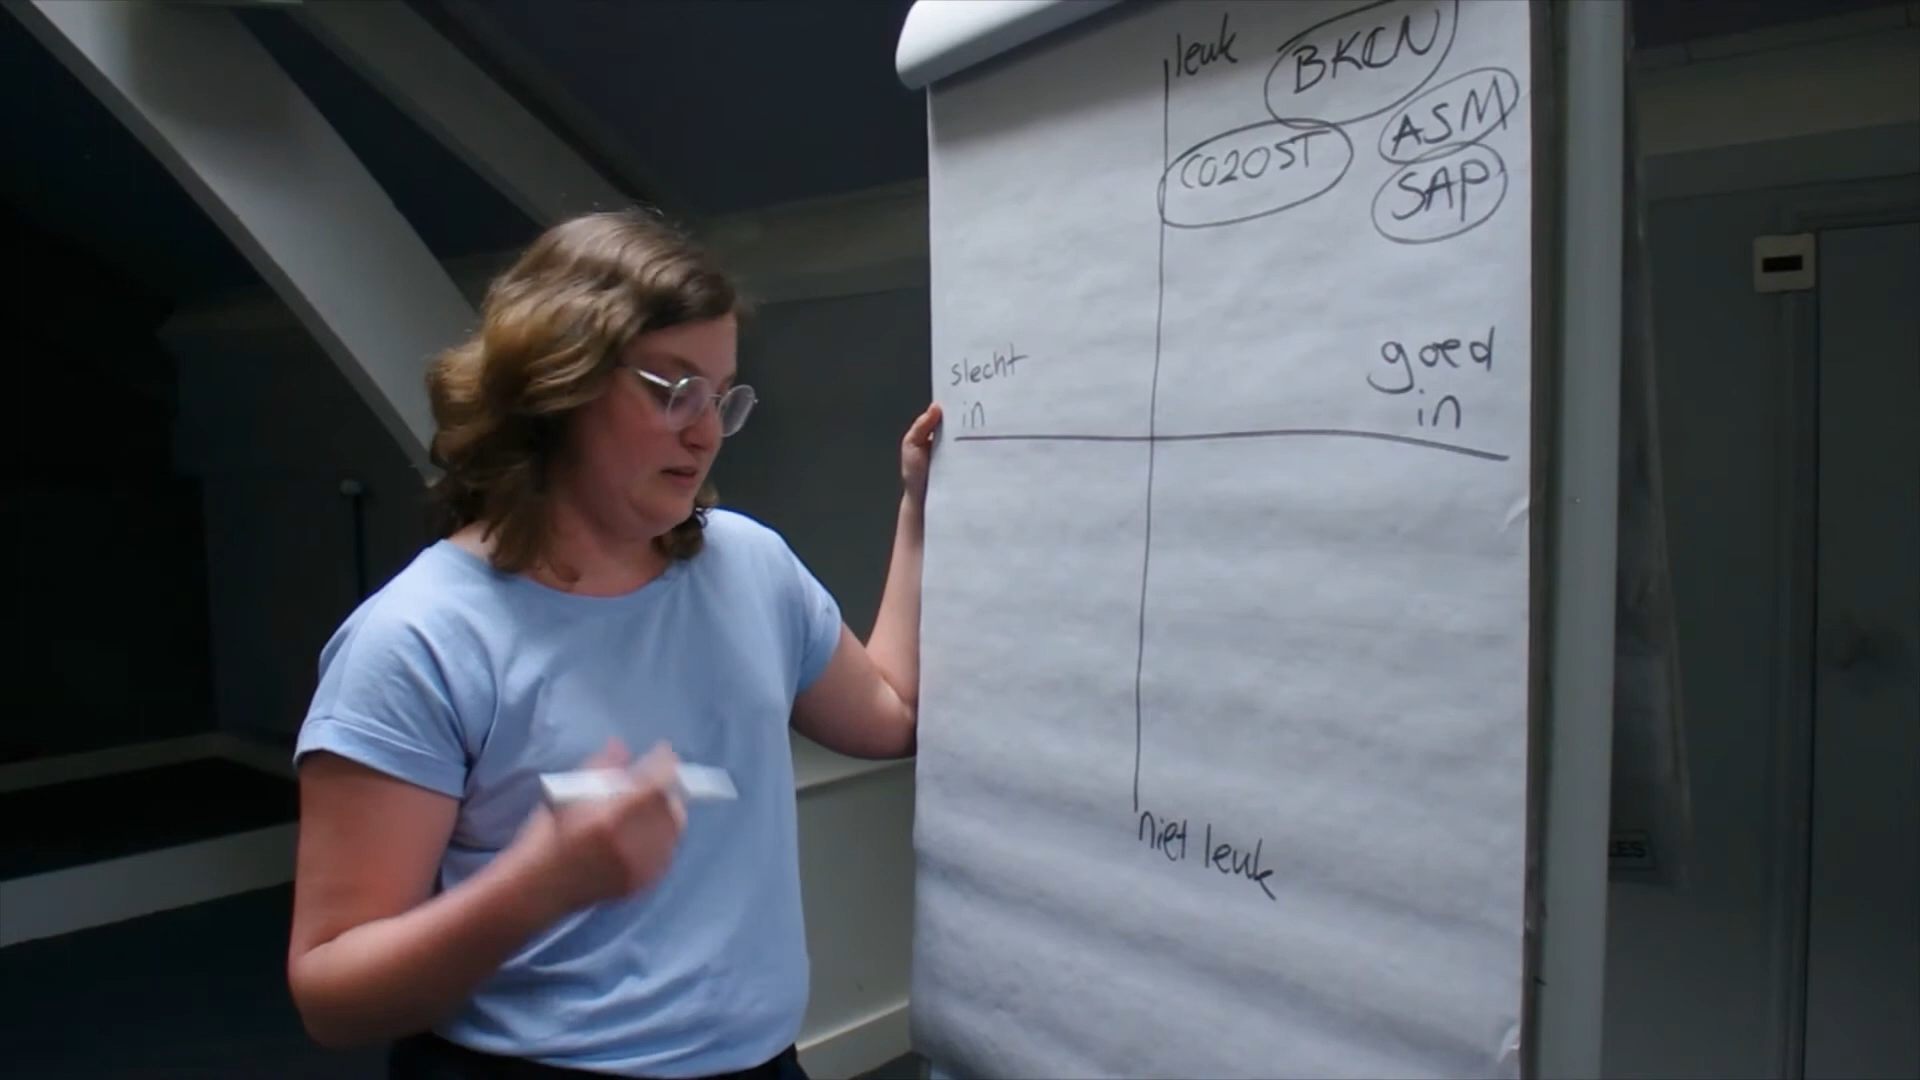 leuk
BKCN
ASM
CO2OST
SAP
slecht
in
goed
in
niet leuk